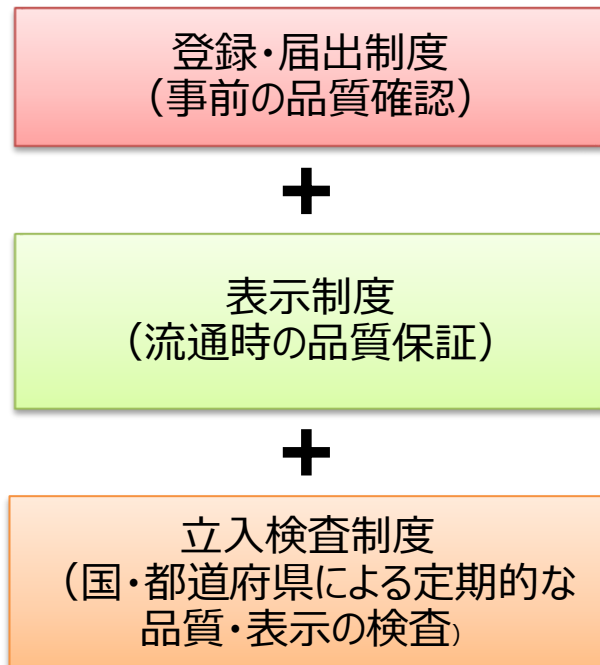 登録・届出制度
（事前の品質確認）
+
表示制度
（流通時の品質保証）
+
立入検査制度
（国・都道府県による定期的な
品質・表示の検査）